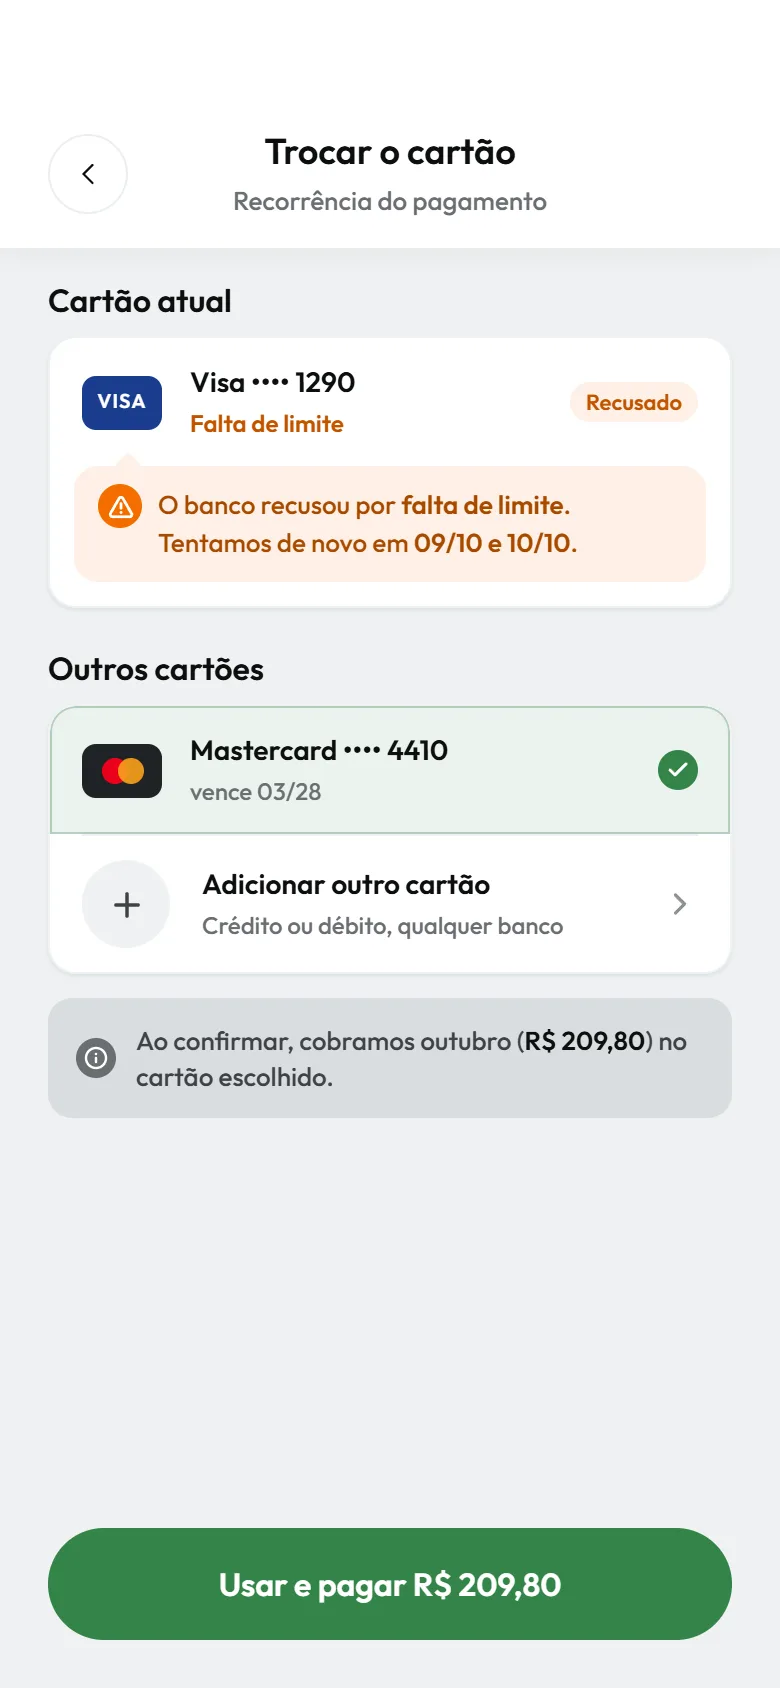 Trocar o cartão
Recorrência do pagamento
Cartão atual
VISA
Visa •••• 1290
Falta de limite
Recusado
O banco recusou por falta de limite.
Tentamos de novo em 09/10 e 10/10.
Outros cartões
Mastercard •••• 4410
vence 03/28
Adicionar outro cartão
Crédito ou débito, qualquer banco
Ao confirmar, cobramos outubro (R$ 209,80) no
cartão escolhido.
Usar e pagar R$ 209,80